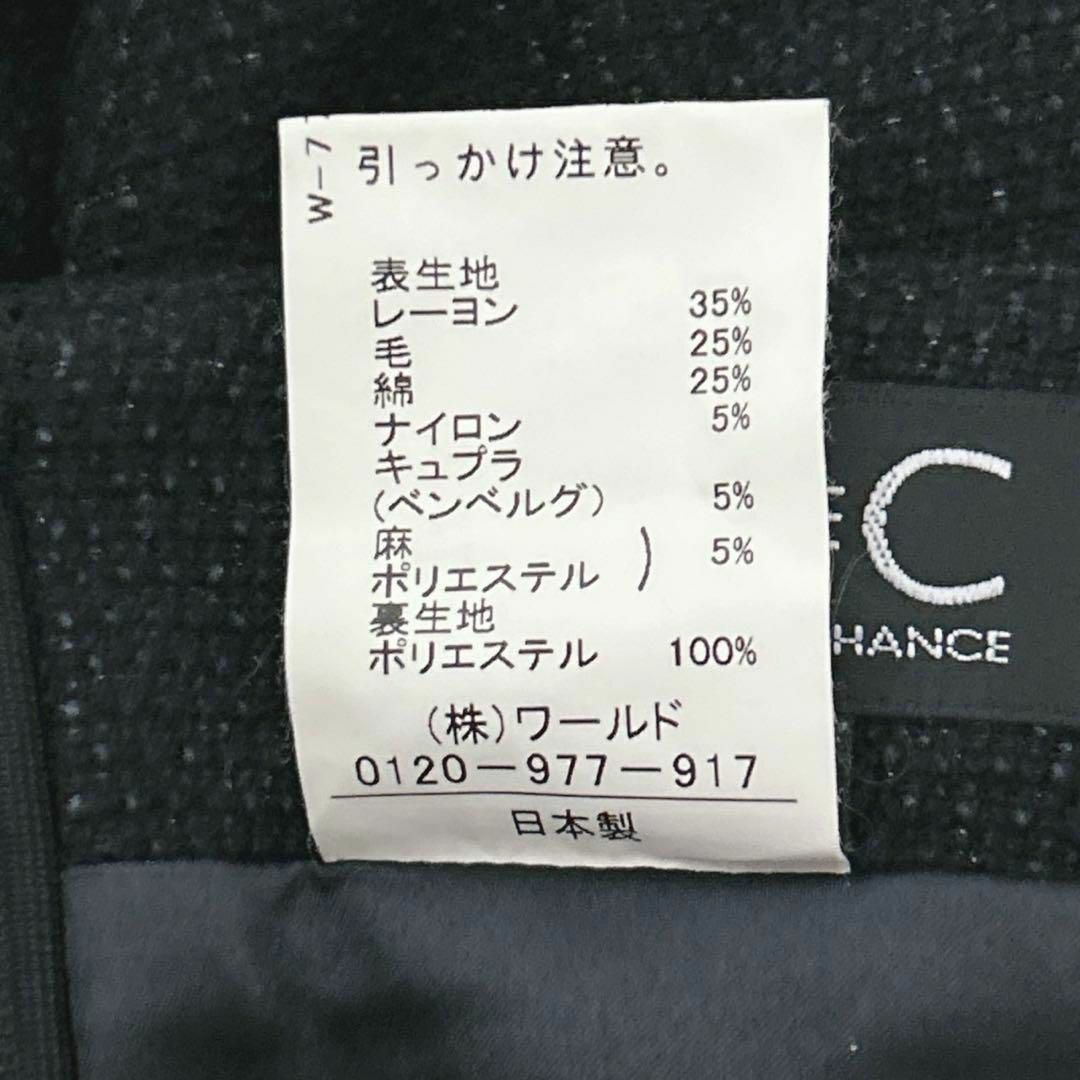 W-7
引っかけ注意。
表生地
レーヨン 35%
毛 25%
綿 25%
ナイロン 5%
キュプラ
(ベンベルグ) 5%
麻
ポリエステル ) 5%
裏生地
ポリエステル 100%
(株)ワールド
0120-977-917
日本製
C
HANCE